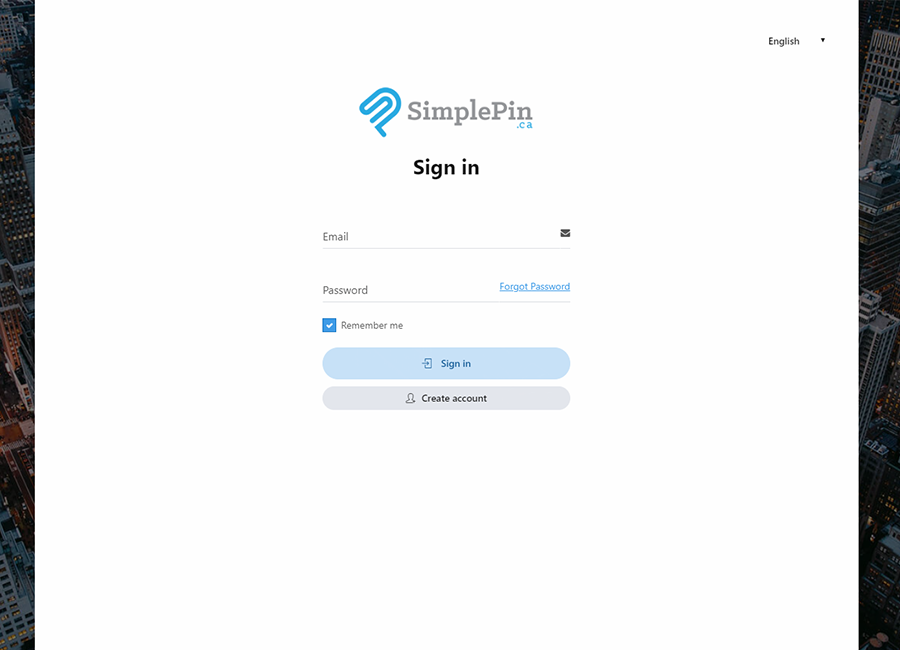 English
SimplePin
.ca
Sign in
Email
Password Forgot Password
Remember me
Sign in
Create account